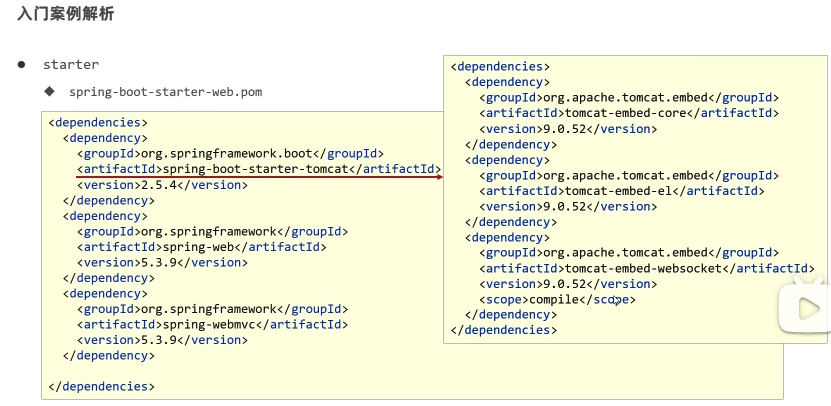 入门案例解析
starter
spring-boot-starter-web.pom
<dependencies>
<dependency>
<groupId>org.springframework.boot</groupId>
<artifactId>spring-boot-starter-tomcat</artifactId>
<version>2.5.4</version>
</dependency>
<dependency>
<groupId>org.springframework</groupId>
<artifactId>spring-web</artifactId>
<version>5.3.9</version>
</dependency>
<dependency>
<groupId>org.springframework</groupId>
<artifactId>spring-webmvc</artifactId>
<version>5.3.9</version>
</dependency>
</dependencies>
<dependencies>
<dependency>
<groupId>org.apache.tomcat.embed</groupId>
<artifactId>tomcat-embed-core</artifactId>
<version>9.0.52</version>
</dependency>
<dependency>
<groupId>org.apache.tomcat.embed</groupId>
<artifactId>tomcat-embed-el</artifactId>
<version>9.0.52</version>
</dependency>
<dependency>
<groupId>org.apache.tomcat.embed</groupId>
<artifactId>tomcat-embed-websocket</artifactId>
<version>9.0.52</version>
<scope>compile</scope>
</dependency>
</dependencies>